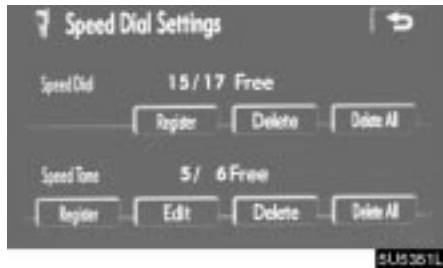 Speed Dial Settings
Speed Dial 15/17 Free
Register Delete Delete All
Speed Tone 5/ 6 Free
Register Edit Delete Delete All
5U5381L